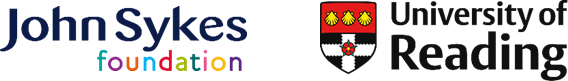 John Sykes
foundation
University of
Reading